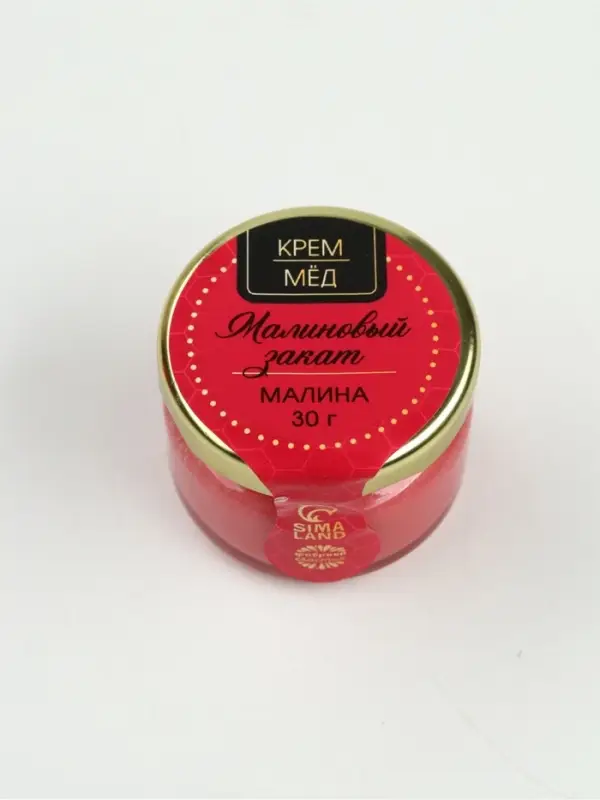 КРЕМ
МЁД
Малиновый
закат
МАЛИНА
30 г
SIMA
LAND